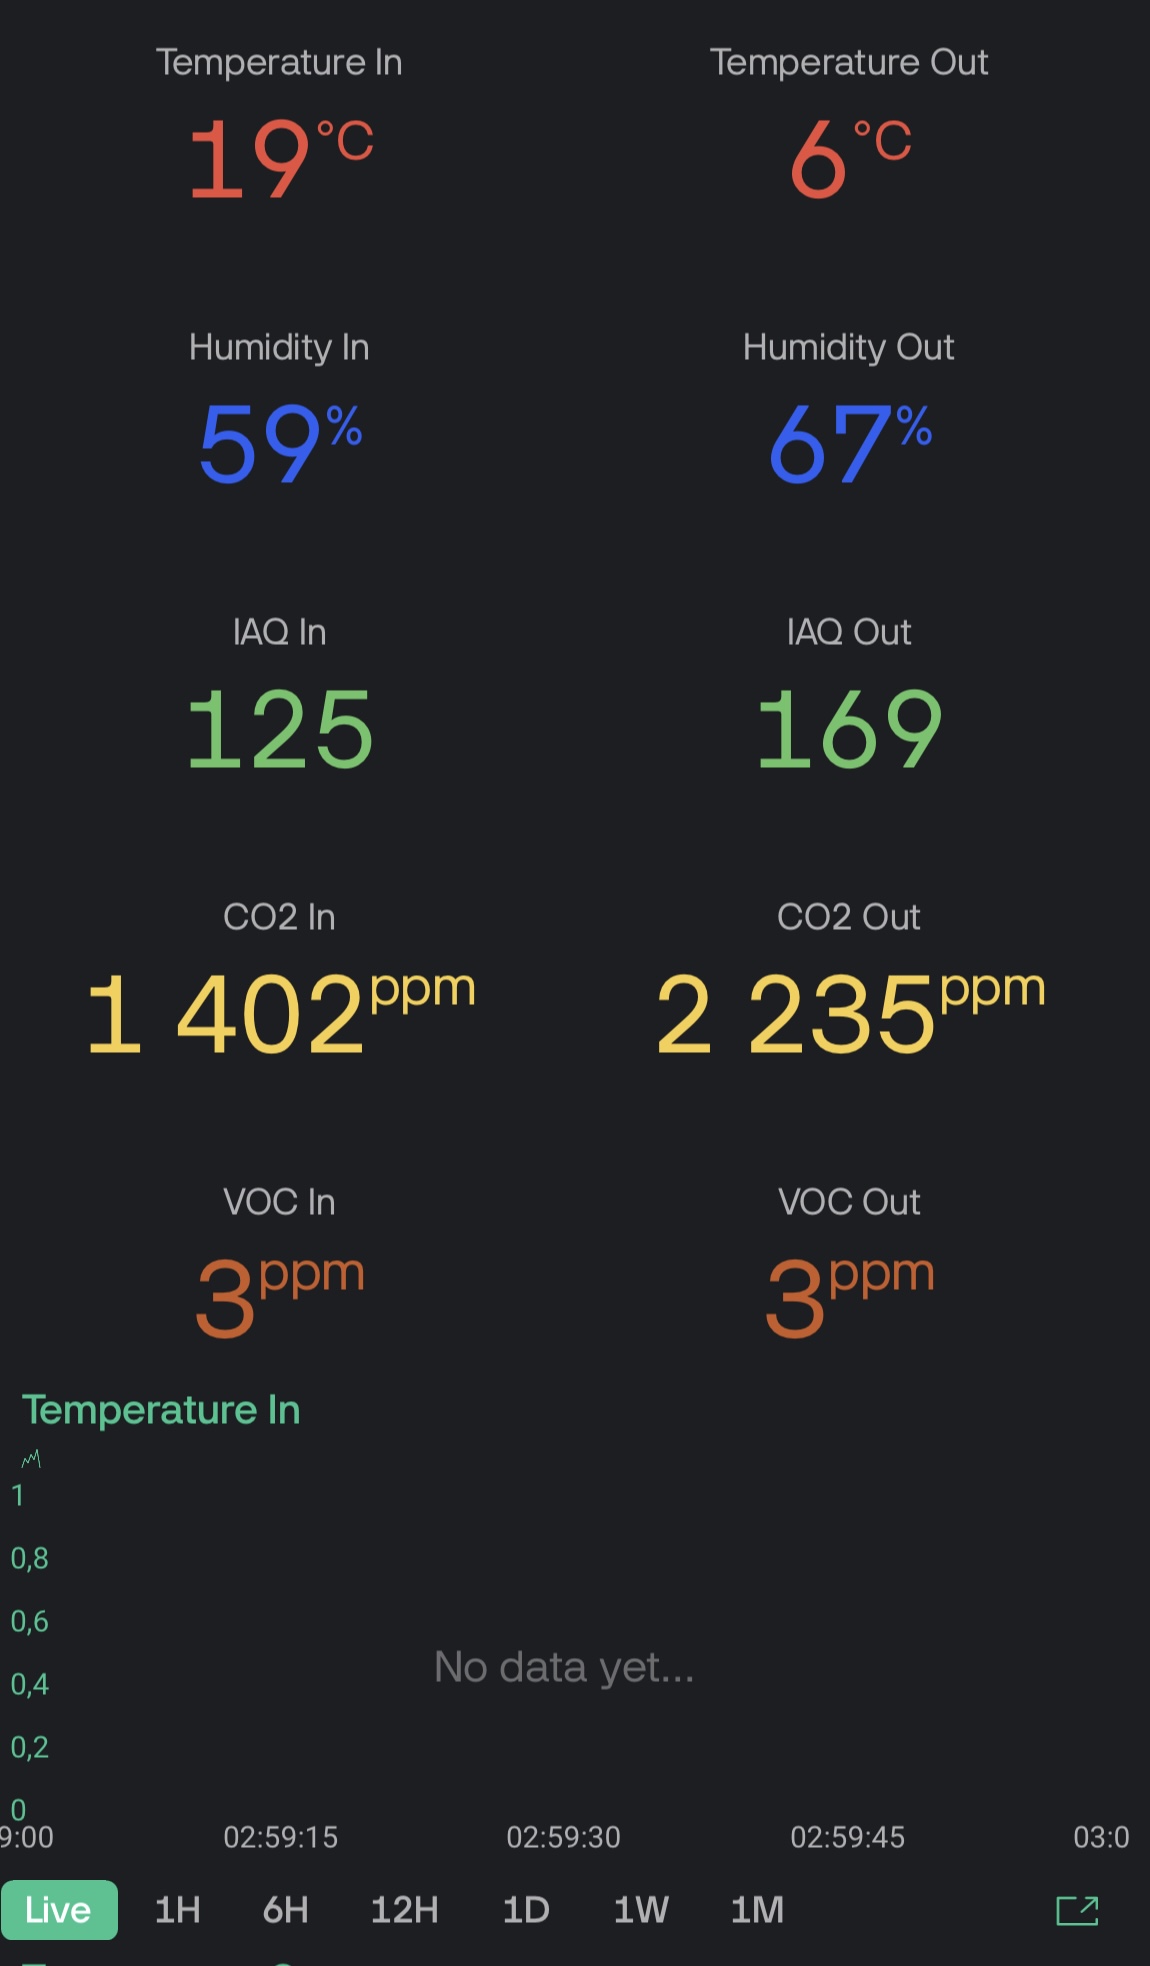 Temperature In
Temperature Out
19°C
6°C
Humidity In
Humidity Out
59%
67%
IAQ In
IAQ Out
125
169
CO2 In
CO2 Out
1 402ppm
2 235ppm
VOC In
VOC Out
3ppm
3ppm
Temperature In
1
0,8
0,6
No data yet...
0,4
0,2
0
9:00 02:59:15 02:59:30 02:59:45 03:0
Live 1H 6H 12H 1D 1W 1M